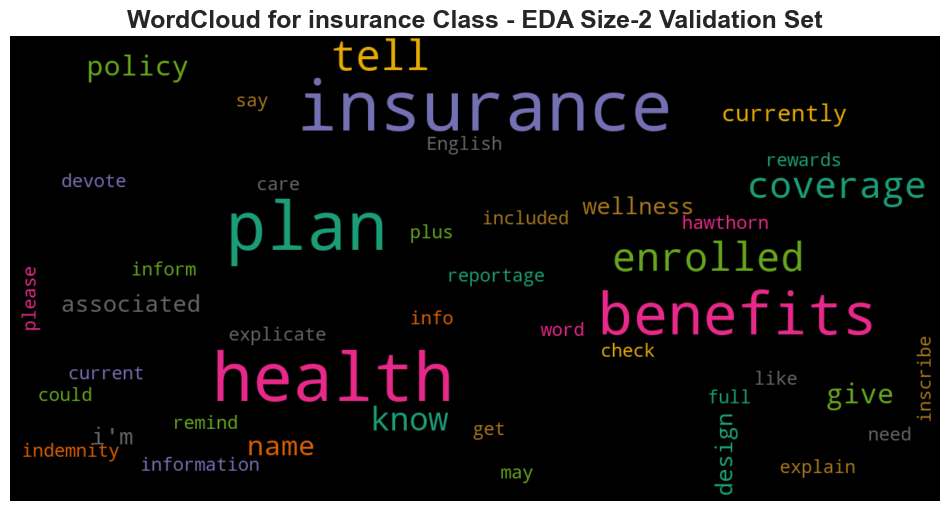 WordCloud for insurance Class - EDA Size-2 Validation Set
tell
policy
insurance
say
currently
English
rewards
devote
care
coverage
wellness
included
hawthorn
plan
plus
enrolled
inform
reportage
please
associated
benefits
info
word
explicate
check
health
inscribe
current
like
could
full
give
know
remind
get
need
i'm
name
design
indemnity
information
may
explain